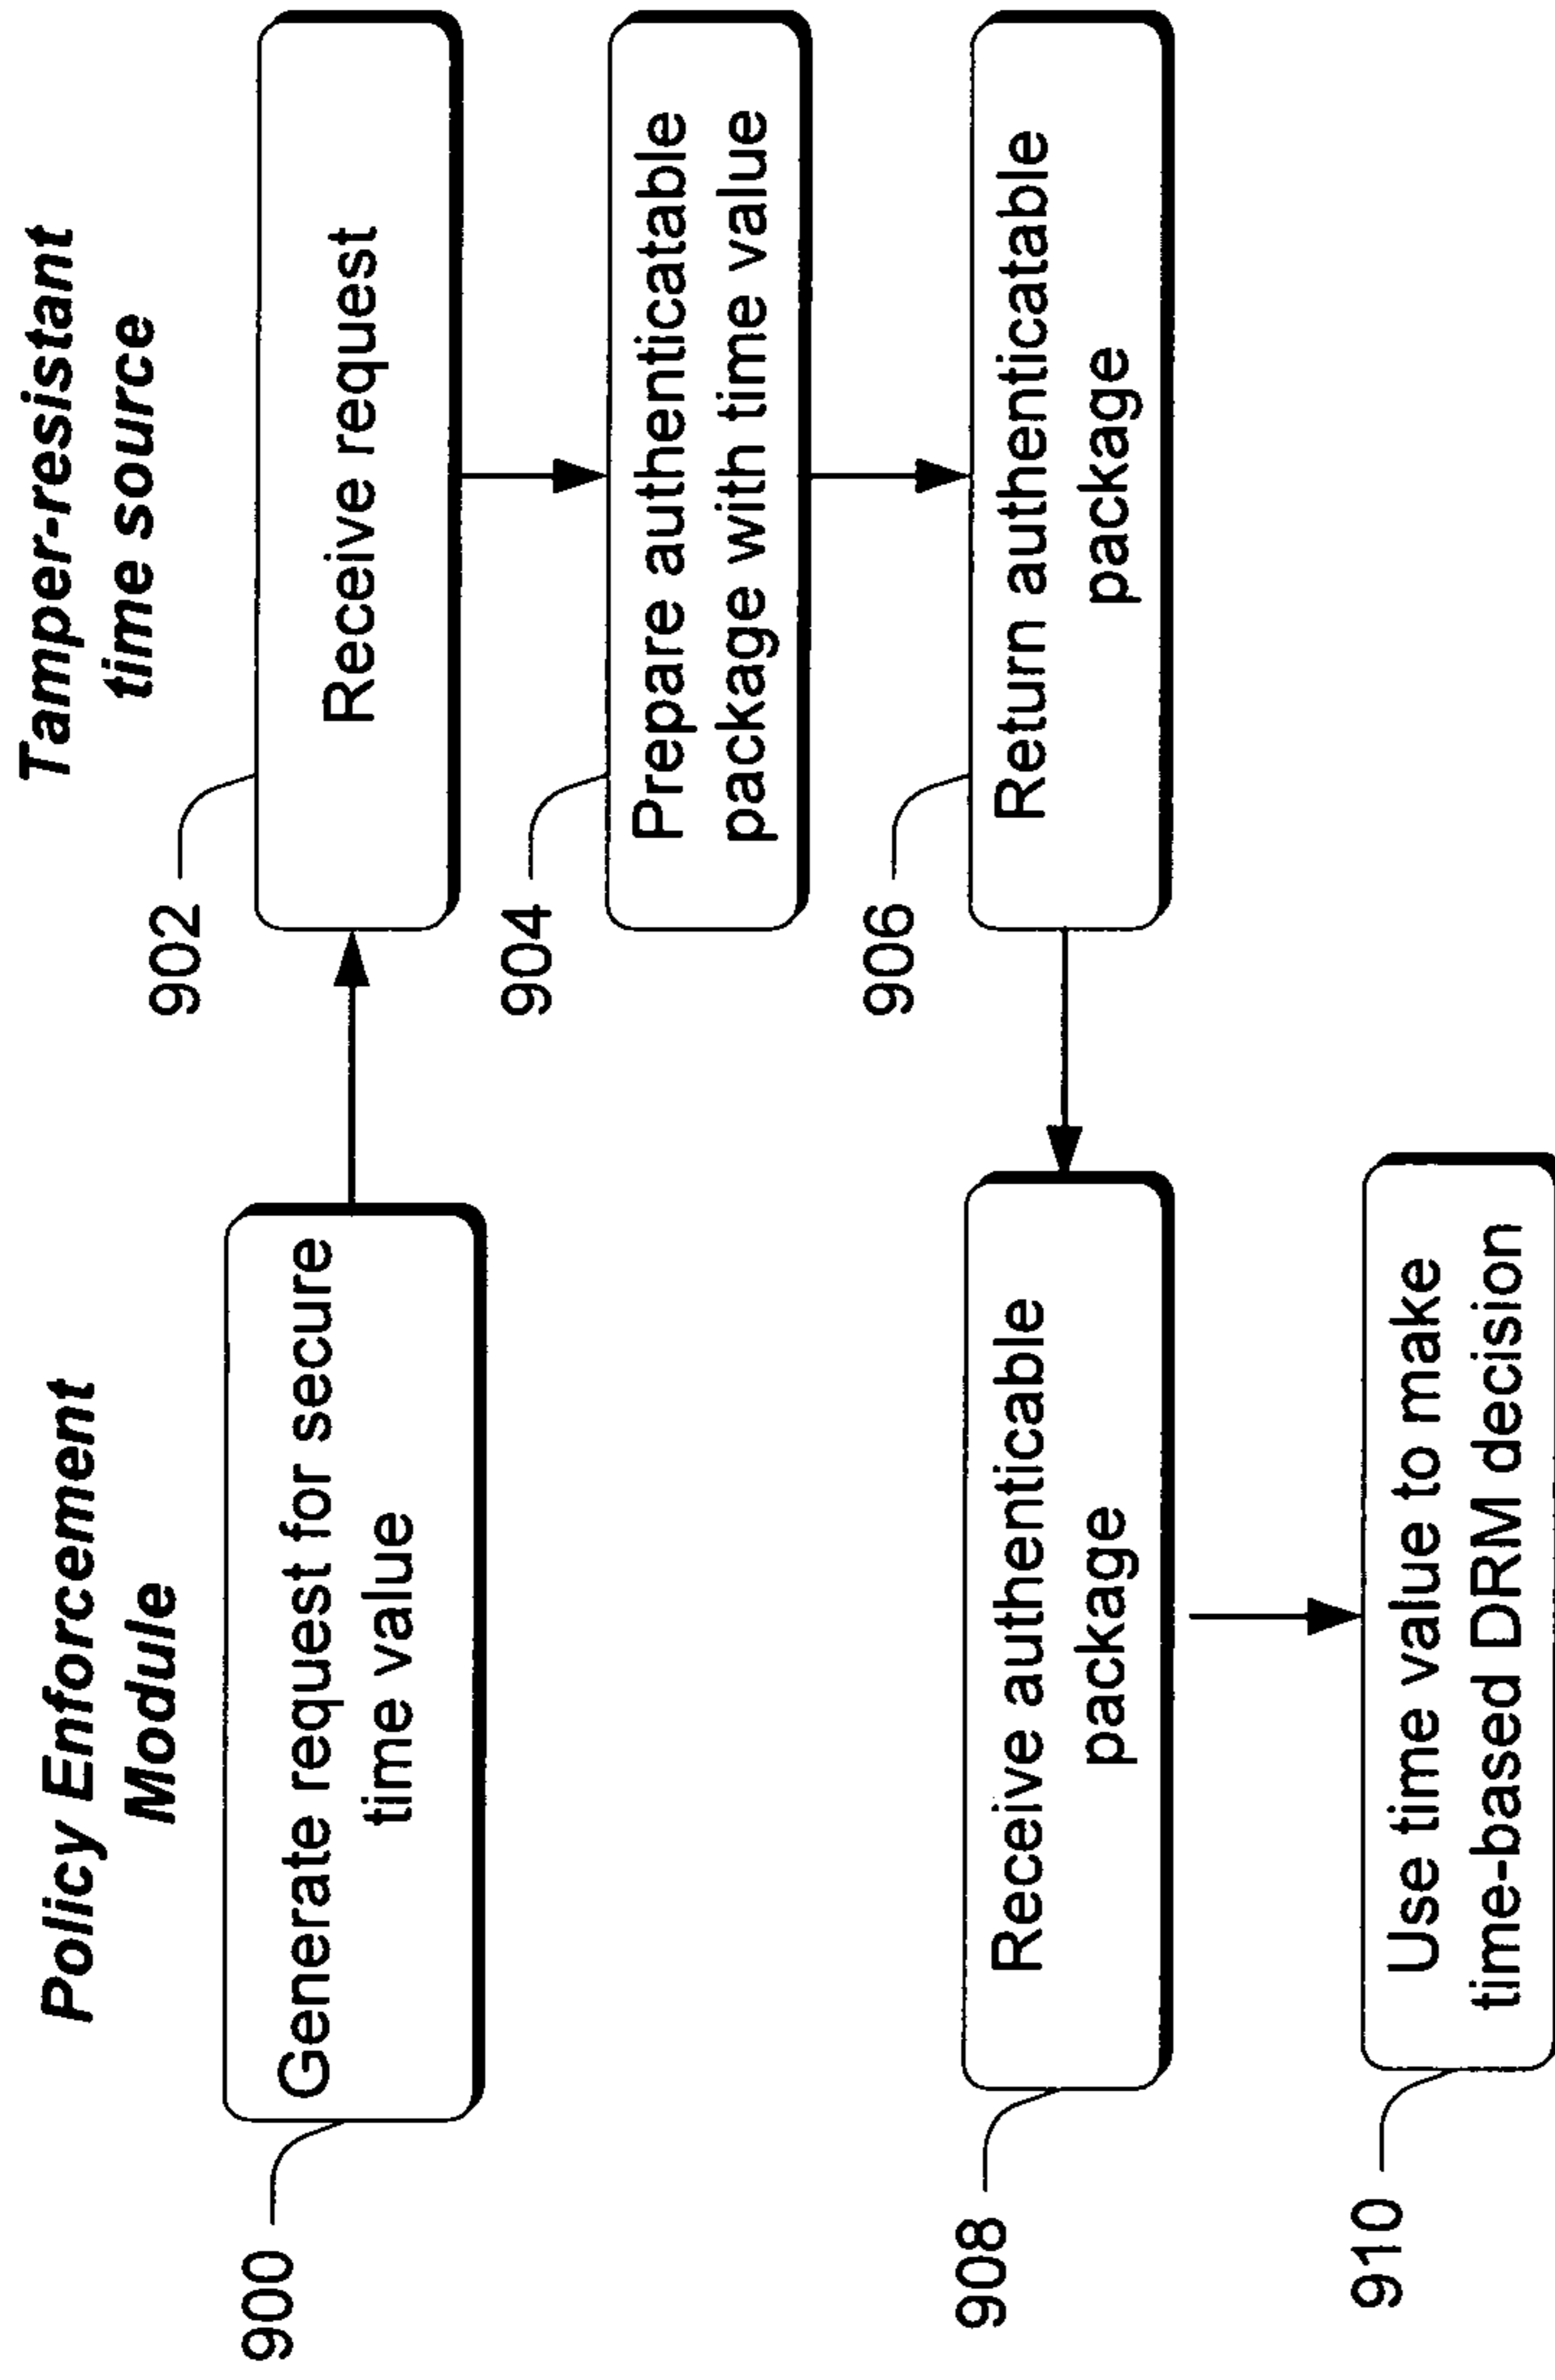 Policy Enforcement
Module
Tamper-resistant
time source
900
Generate request for secure
time value
902
Receive request
904
Prepare authenticatable
package with time value
906
Return authenticatable
package
908
Receive authenticable
package
910
Use time value to make
time-based DRM decision